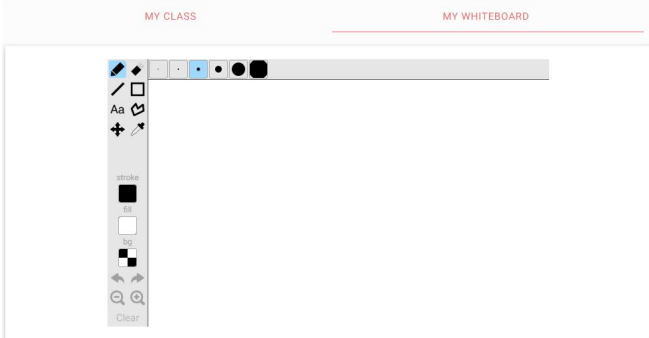 MY CLASS
MY WHITEBOARD
Aa
stroke
fill
bg
Clear